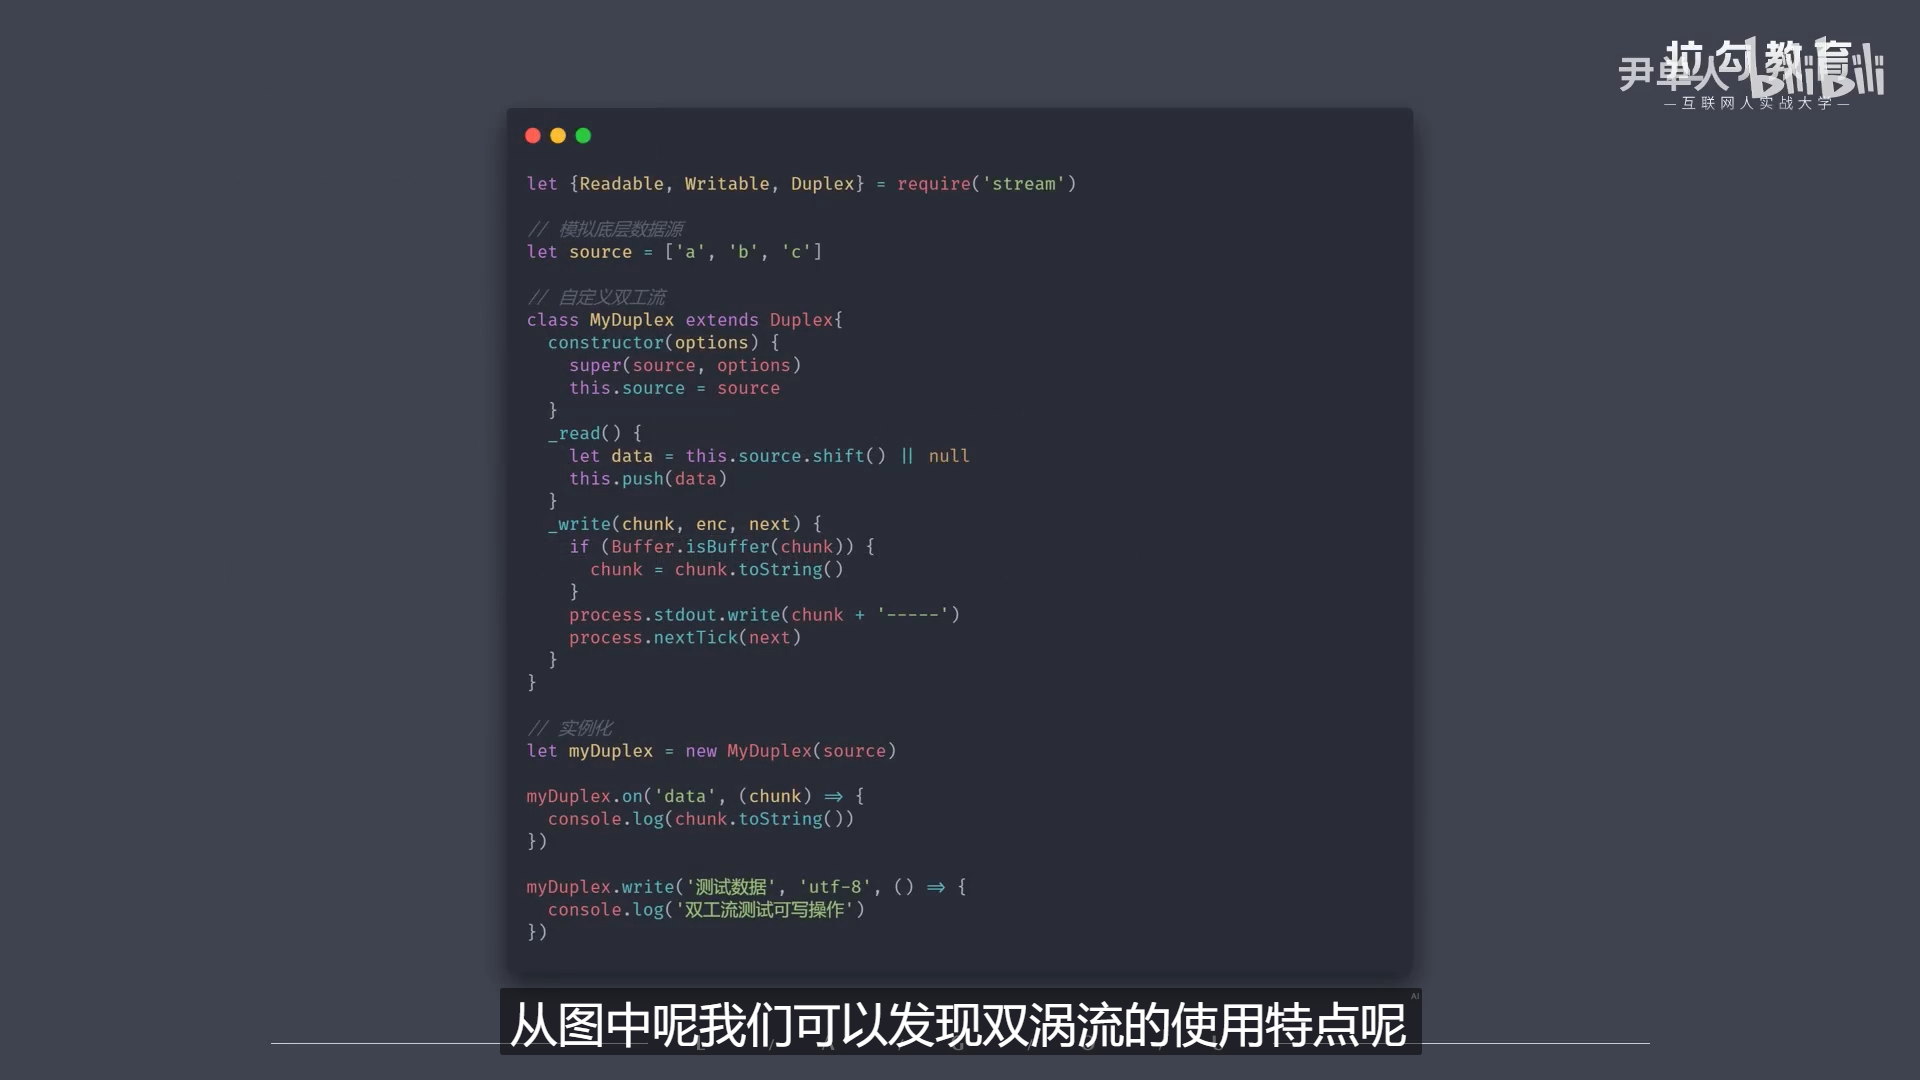 拉勾教育
尹单人
bilibili
—互联网人实战大学—
let {Readable, Writable, Duplex} = require('stream')
// 模拟底层数据源
let source = ['a', 'b', 'c']
// 自定义双工流
class MyDuplex extends Duplex{
  constructor(options) {
    super(source, options)
    this.source = source
  }
  _read() {
    let data = this.source.shift() || null
    this.push(data)
  }
  _write(chunk, enc, next) {
    if (Buffer.isBuffer(chunk)) {
      chunk = chunk.toString()
    }
    process.stdout.write(chunk + '-----')
    process.nextTick(next)
  }
}
// 实例化
let myDuplex = new MyDuplex(source)
myDuplex.on('data', (chunk) => {
  console.log(chunk.toString())
})
myDuplex.write('测试数据', 'utf-8', () => {
  console.log('双工流测试可写操作')
})
AI
从图中呢我们可以发现双涡流的使用特点呢